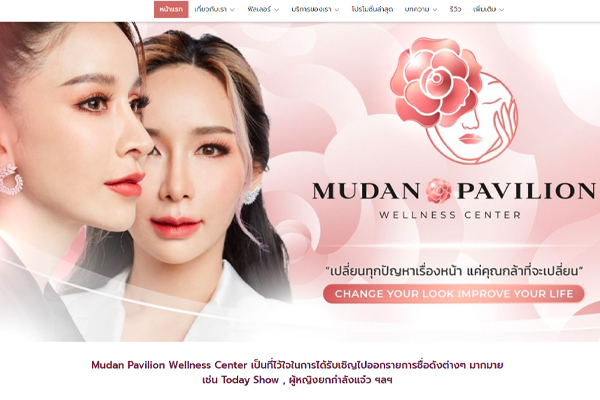 หน้าแรก เกี่ยวกับเรา ฟิลเลอร์ บริการของเรา โปรโมชั่นล่าสุด บทความ รีวิว เพิ่มเติม
MUDAN PAVILION
WELLNESS CENTER
"เปลี่ยนทุกปัญหาเรื่องหน้า แค่คุณกล้าที่จะเปลี่ยน"
CHANGE YOUR LOOK IMPROVE YOUR LIFE
Mudan Pavilion Wellness Center เป็นที่ไว้ใจในการได้รับเชิญไปออกรายการชื่อดังต่างๆ มากมาย
เช่น Today Show , ผู้หญิงยกกำลังแจ๋ว ฯลฯ